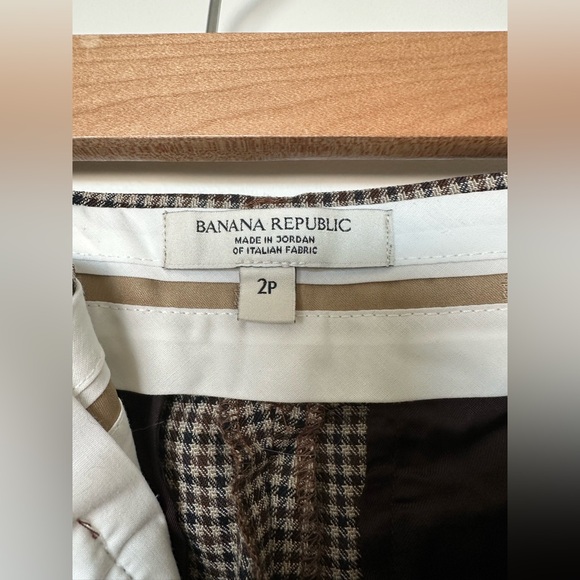 BANANA REPUBLIC
MADE IN JORDAN
OF ITALIAN FABRIC
2P